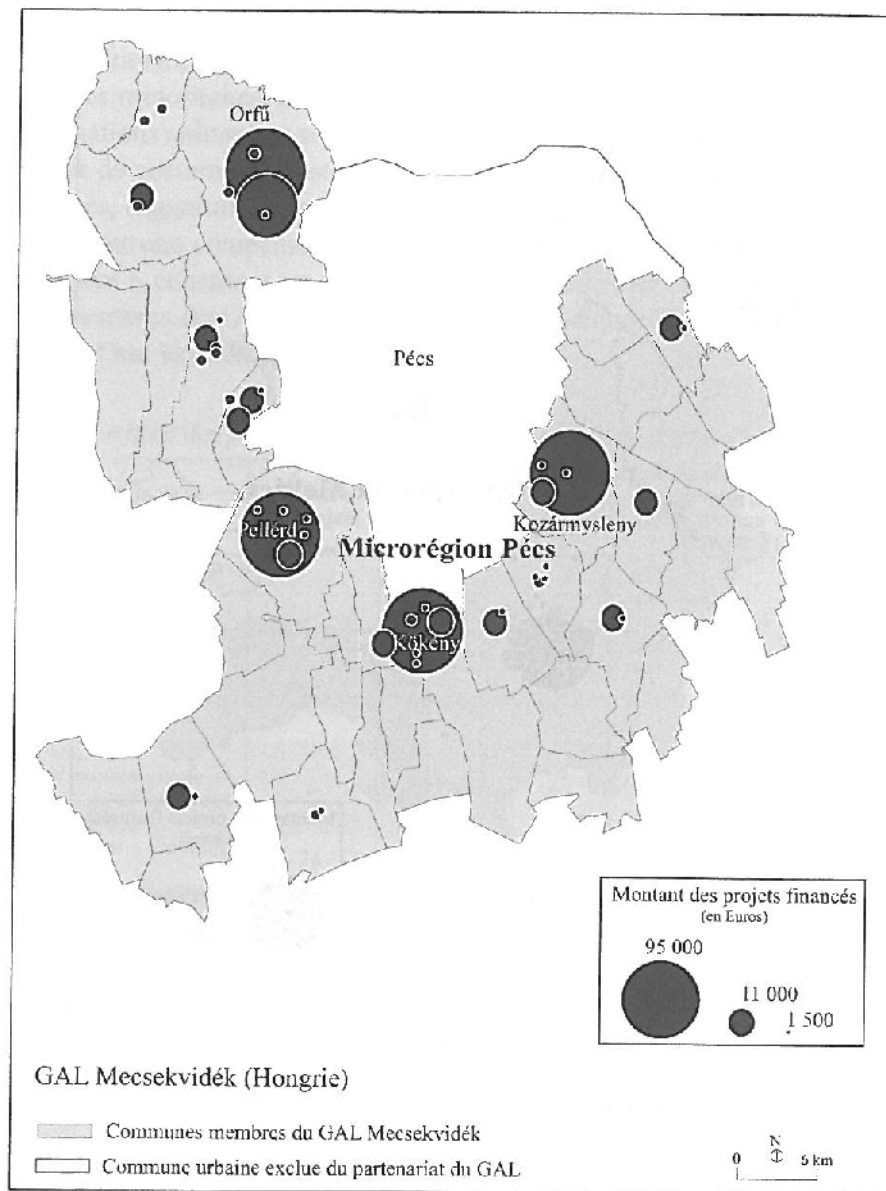 Orfű
Pécs
Kozármysleny
Pellérd
Microrégion Pécs
Kökény
Montant des projets financés
(en Euros)
95 000
11 000
1 500
GAL Mecsekvidék (Hongrie)
Communes membres du GAL Mecsekvidék
Commune urbaine exclue du partenariat du GAL
N
0 6 km